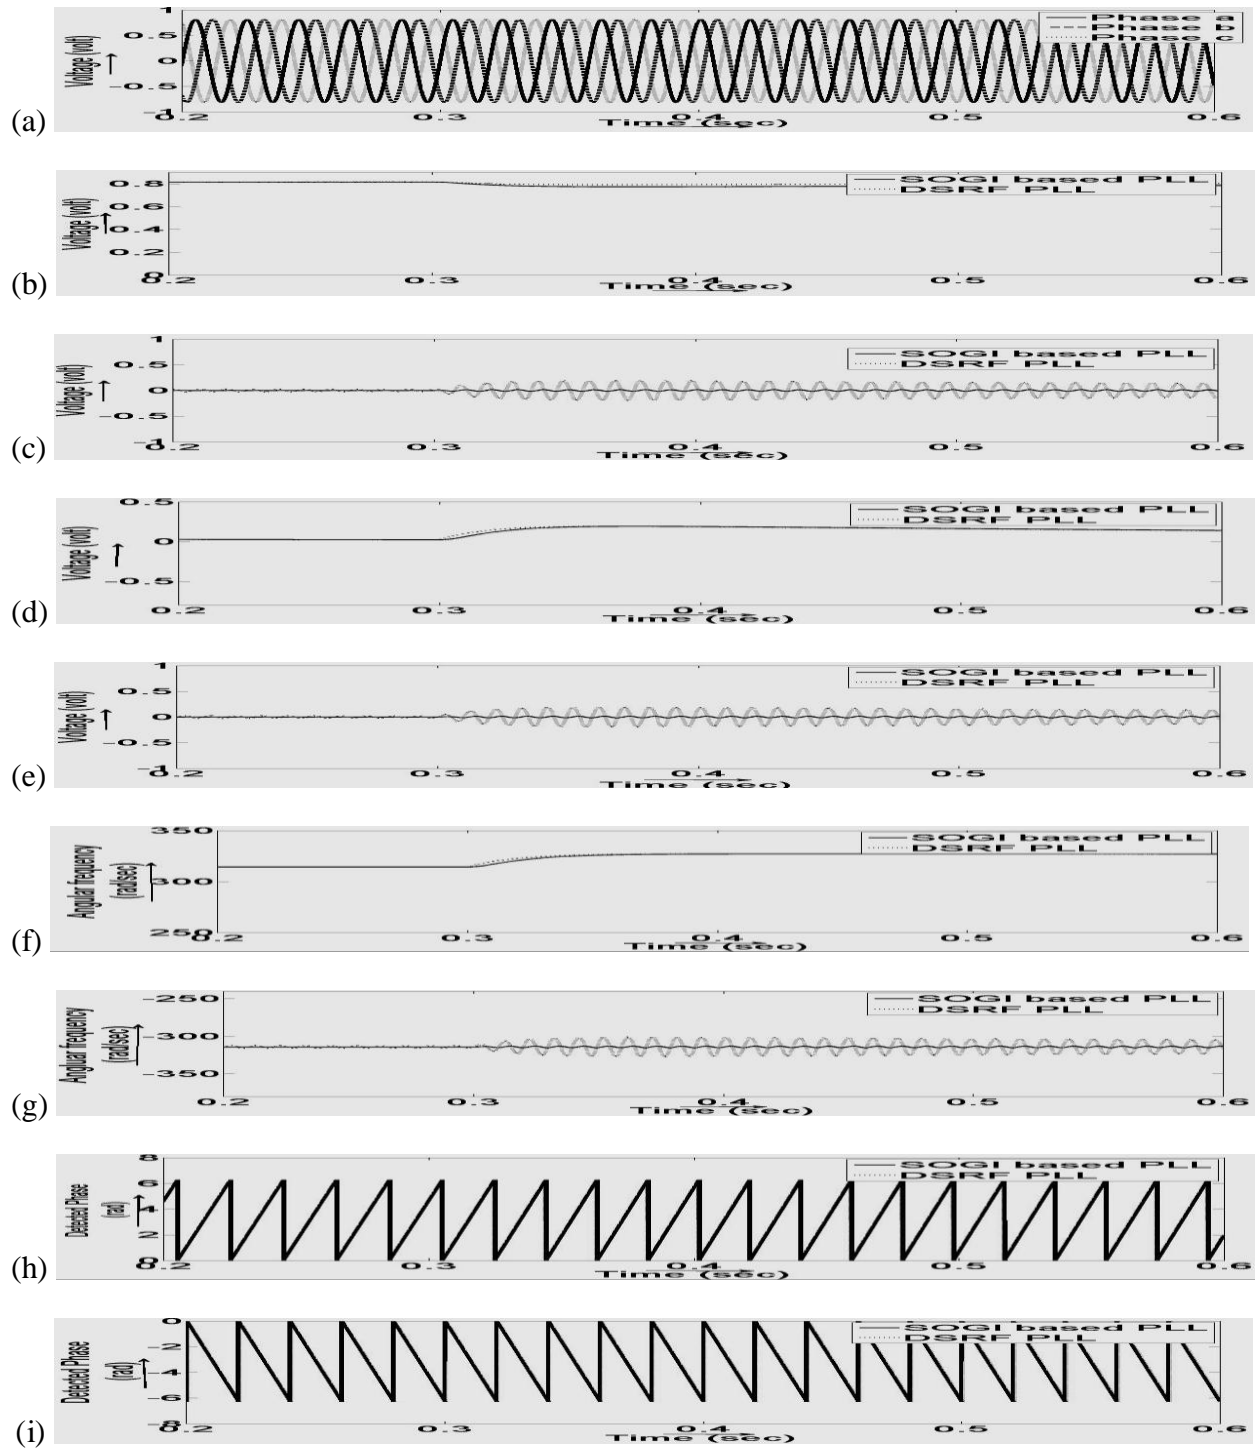 1
0.5
0
-0.5
-1
Voltage (volt)
Phase a
Phase b
Phase c
0.2 0.3 0.4 0.5 0.6
Time (sec)
(a)
0.8
0.6
0.4
0.2
0
Voltage (volt)
SOGI based PLL
DSRF PLL
0.2 0.3 0.4 0.5 0.6
Time (sec)
(b)
1
0.5
0
-0.5
-1
Voltage (volt)
SOGI based PLL
DSRF PLL
0.2 0.3 0.4 0.5 0.6
Time (sec)
(c)
0.5
0
-0.5
Voltage (volt)
SOGI based PLL
DSRF PLL
0.2 0.3 0.4 0.5 0.6
Time (sec)
(d)
1
0.5
0
-0.5
-1
Voltage (volt)
SOGI based PLL
DSRF PLL
0.2 0.3 0.4 0.5 0.6
Time (sec)
(e)
350
300
250
Angular frequency
(rad/sec)
SOGI based PLL
DSRF PLL
0.2 0.3 0.4 0.5 0.6
Time (sec)
(f)
-250
-300
-350
Angular frequency
(rad/sec)
SOGI based PLL
DSRF PLL
0.2 0.3 0.4 0.5 0.6
Time (sec)
(g)
8
6
4
2
0
Detected Phase
(rad)
SOGI based PLL
DSRF PLL
0.2 0.3 0.4 0.5 0.6
Time (sec)
(h)
0
-2
-4
-6
-8
Detected Phase
(rad)
SOGI based PLL
DSRF PLL
0.2 0.3 0.4 0.5 0.6
Time (sec)
(i)